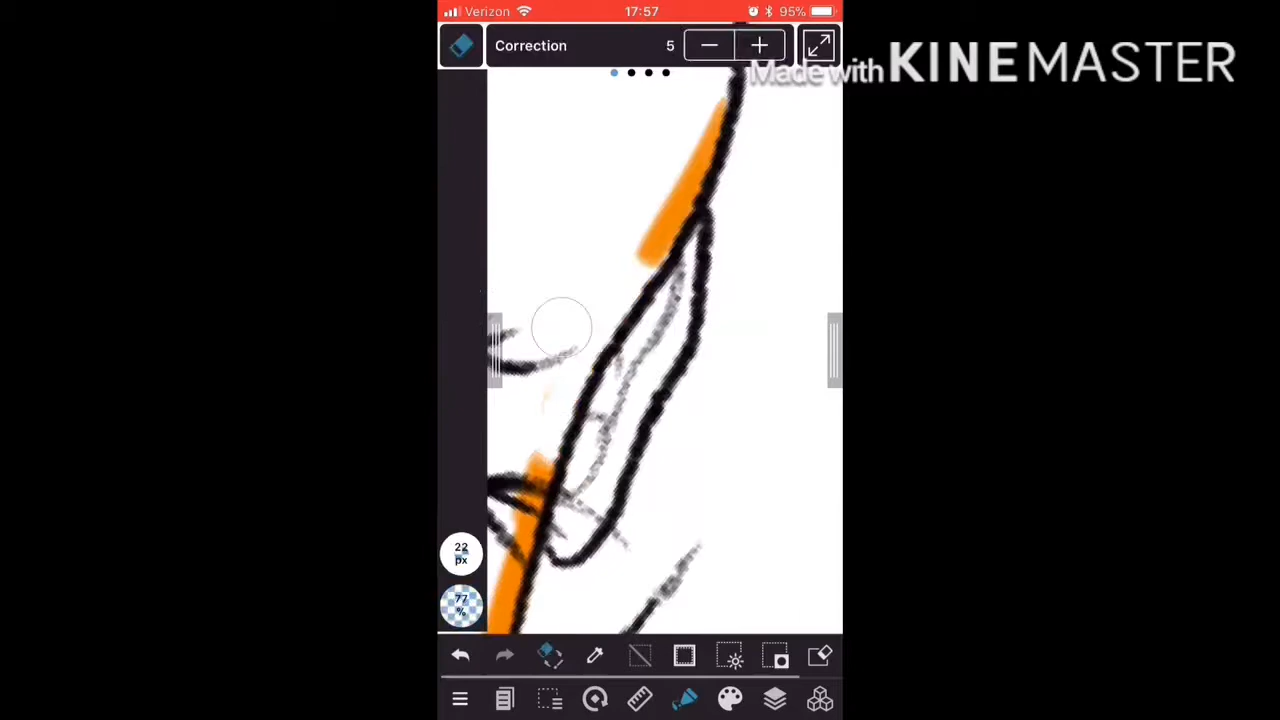 Verizon 17:57 95%
Correction 5
Made with KINEMASTER
22
px
77
%